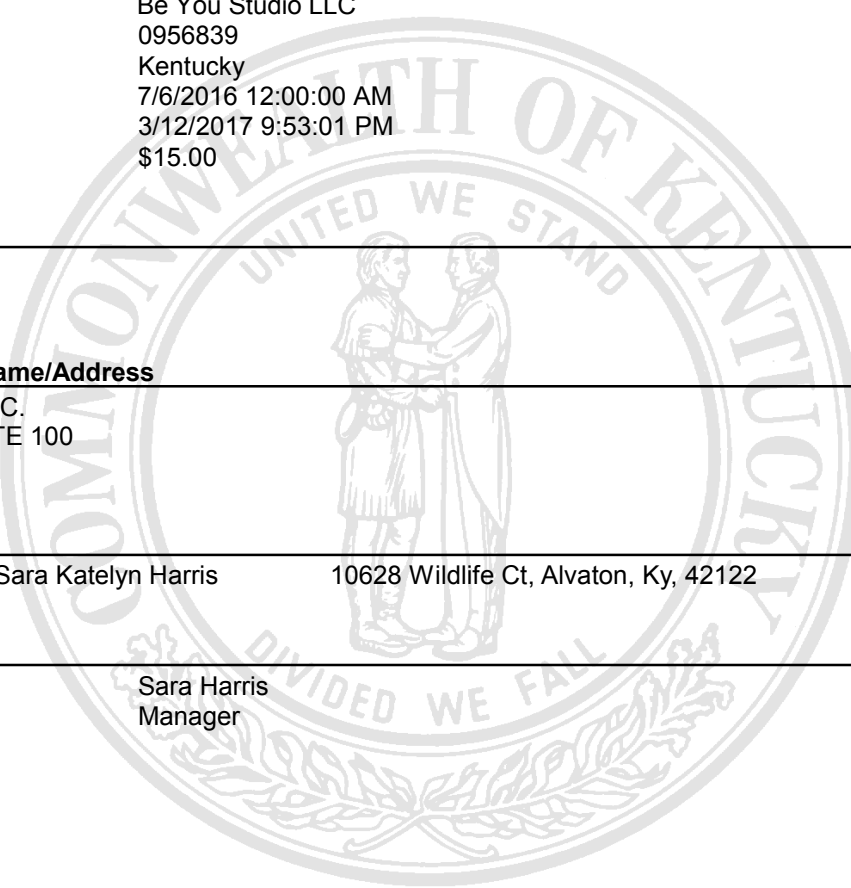 Be You Studio LLC
0956839
Kentucky
7/6/2016 12:00:00 AM
3/12/2017 9:53:01 PM
$15.00
COMMONWEALTH OF KENTUCKY
UNITED WE STAND
ame/Address
C.
TE 100
Sara Katelyn Harris 10628 Wildlife Ct, Alvaton, Ky, 42122
DIVIDED WE FALL
Sara Harris
Manager